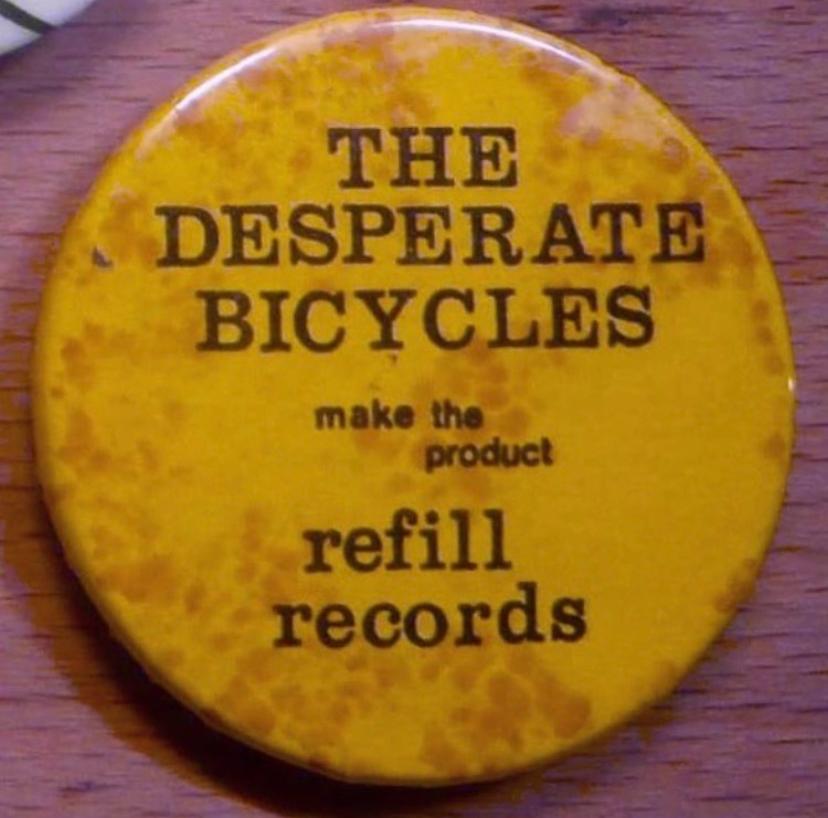 THE
DESPERATE
BICYCLES
make the
product
refill
records